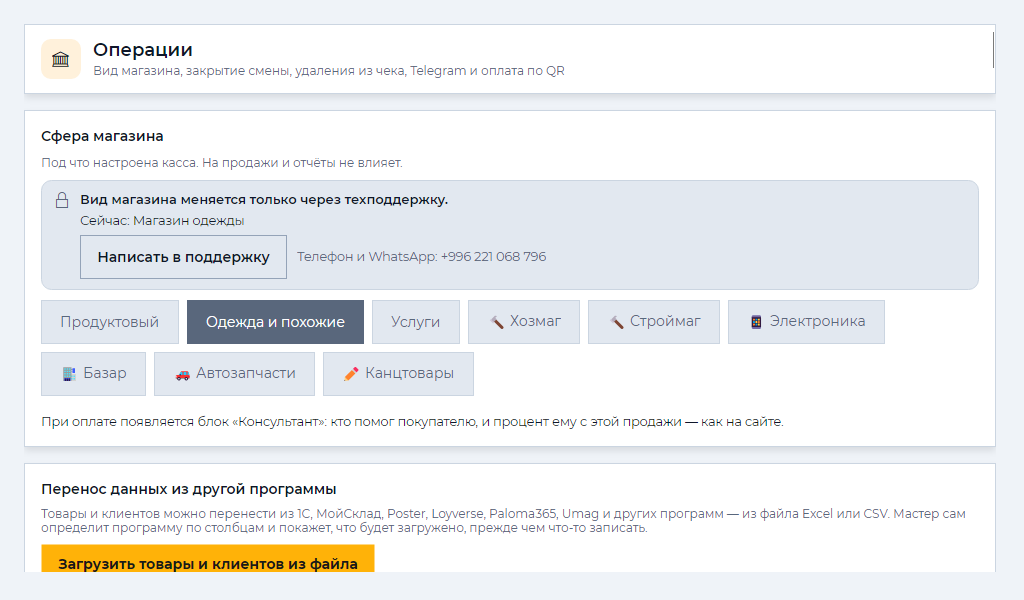 Операции
Вид магазина, закрытие смены, удаления из чека, Telegram и оплата по QR
Сфера магазина
Под что настроена касса. На продажи и отчёты не влияет.
Вид магазина меняется только через техподдержку.
Сейчас: Магазин одежды
Написать в поддержку
Телефон и WhatsApp: +996 221 068 796
Продуктовый
Одежда и похожие
Услуги
Хозмаг
Строймаг
Электроника
Базар
Автозапчасти
Канцтовары
При оплате появляется блок «Консультант»: кто помог покупателю, и процент ему с этой продажи — как на сайте.
Перенос данных из другой программы
Товары и клиентов можно перенести из 1С, МойСклад, Poster, Loyverse, Paloma365, Umag и других программ — из файла Excel или CSV. Мастер сам
определит программу по столбцам и покажет, что будет загружено, прежде чем что-то записать.
Загрузить товары и клиентов из файла